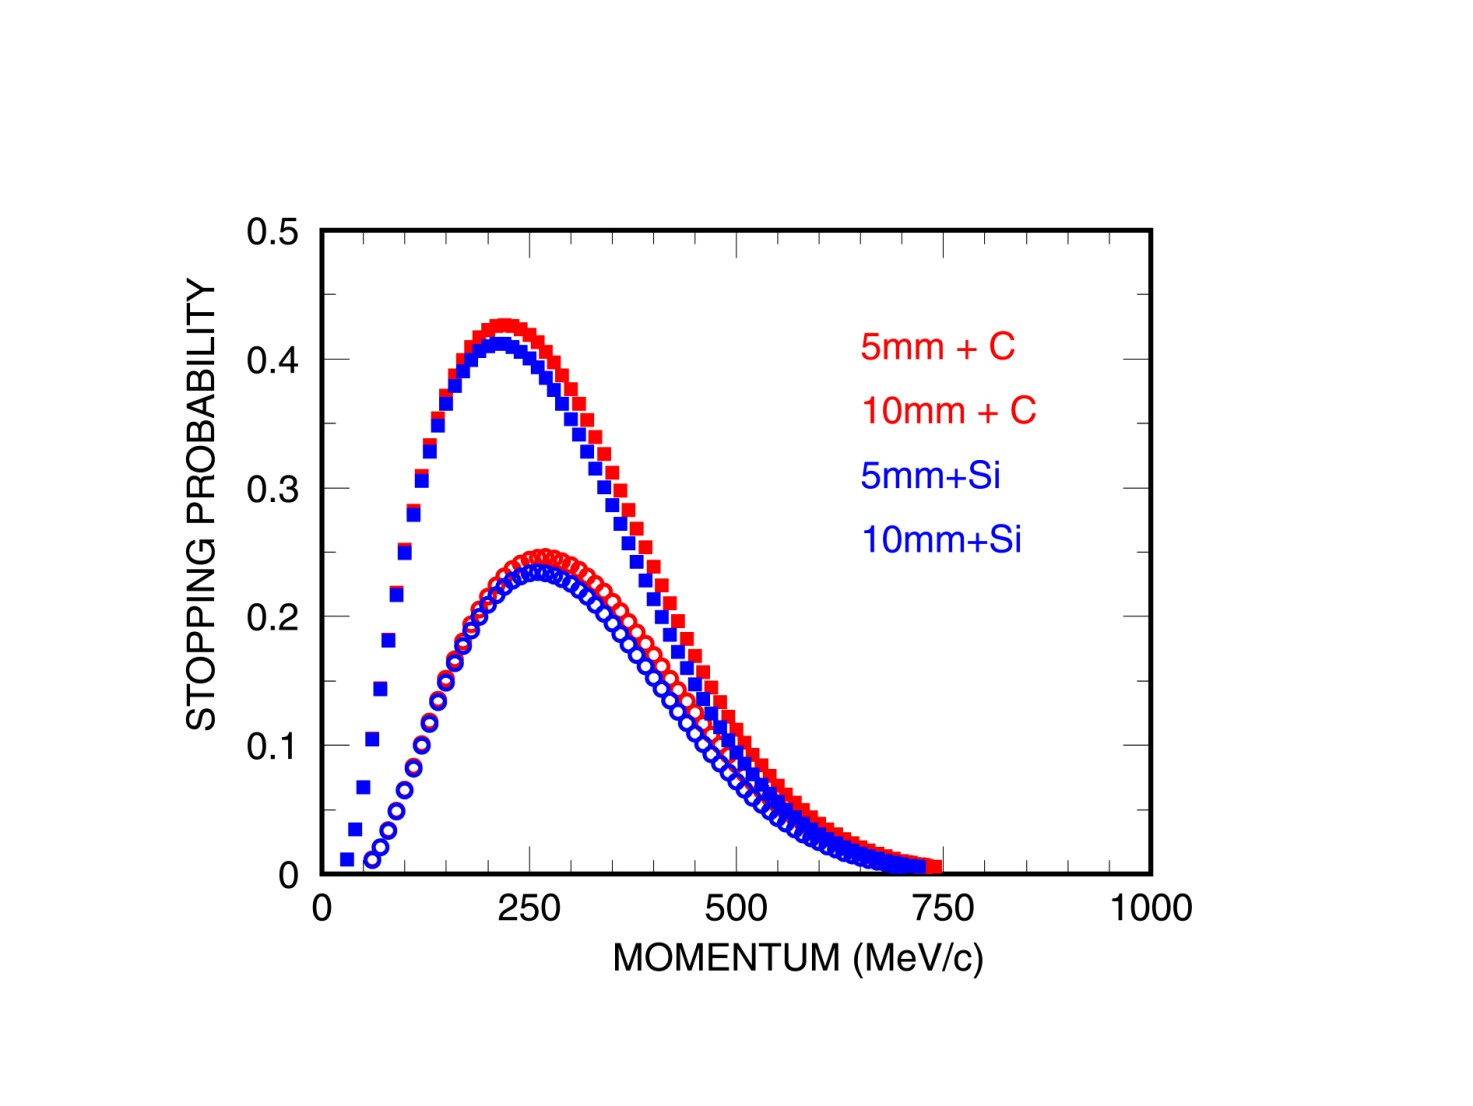 0.5
0.4
0.3
0.2
0.1
0
STOPPING PROBABILITY
5mm + C
10mm + C
5mm+Si
10mm+Si
0 250 500 750 1000
MOMENTUM (MeV/c)